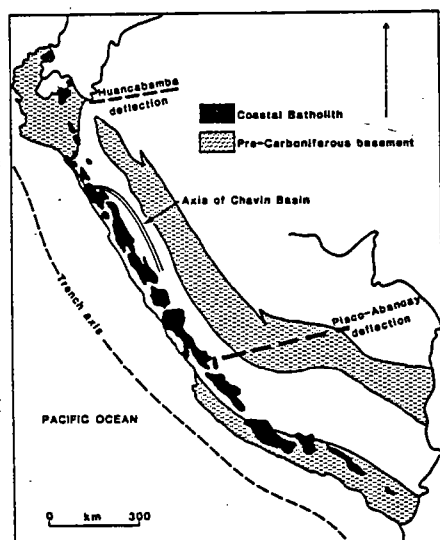 Huancabamba
deflection
Coastal Batholith
Pre-Carboniferous basement
Axis of Chavin Basin
Pisco-Abancay
deflection
Trench axis
PACIFIC OCEAN
0 km 300